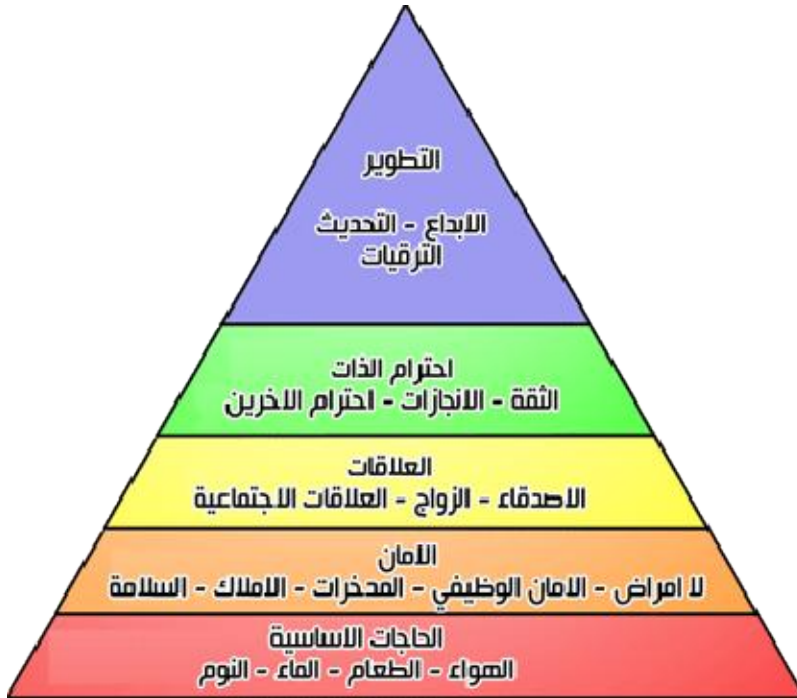 التطوير
الابداع - التحديث
الترقيات
احترام الذات
الثقة - الانجازات - احترام الاخرين
العلاقات
الاصدقاء - الزواج - العلاقات الاجتماعية
الأمان
لا امراض - الامان الوظيفي - المدخرات - الاملاك - السلامة
الحاجات الاساسية
الهواء - الطعام - الماء - النوم